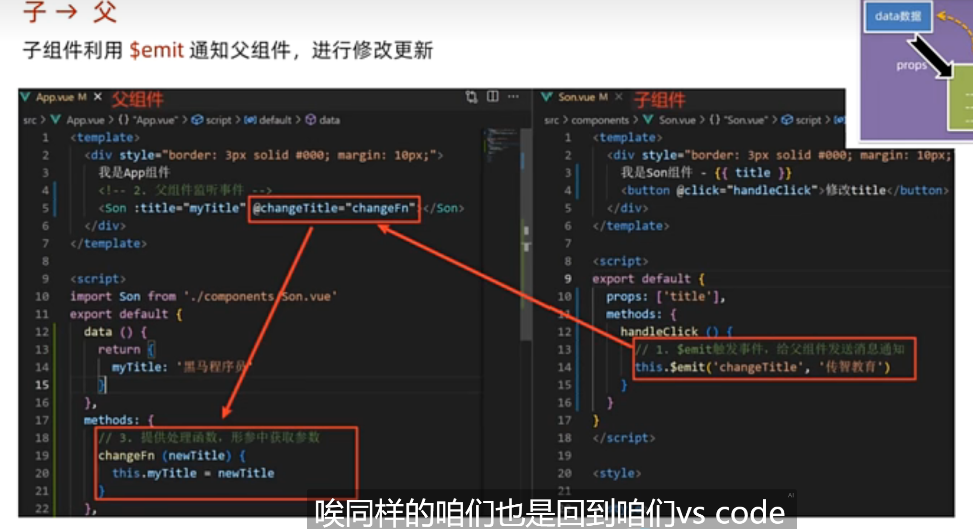 子 → 父
子组件利用 $emit 通知父组件，进行修改更新
data数据
props
App.vue M ×
父组件
src > App.vue > {} "App.vue" > script > default > data
1 <template>
2 <div style="border: 3px solid #000; margin: 10px;">
3 我是App组件
4 <!-- 2. 父组件监听事件 -->
5 <Son :title="myTitle" @changeTitle="changeFn"></Son>
6 </div>
7 </template>
8
9 <script>
10 import Son from './components/Son.vue'
11 export default {
12 data () {
13 return {
14 myTitle: '黑马程序员'
15 }
16 },
17 methods: {
18 // 3. 提供处理函数，形参中获取参数
19 changeFn (newTitle) {
20 this.myTitle = newTitle
21 }
22 },
Son.vue M ×
子组件
src > components > Son.vue > {} "Son.vue" > script >
1 <template>
2 <div style="border: 3px solid #000; margin: 10px;
3 我是Son组件 - {{ title }}
4 <button @click="handleClick">修改title</button>
5 </div>
6 </template>
7
8 <script>
9 export default {
10 props: ['title'],
11 methods: {
12 handleClick () {
13 // 1. $emit触发事件，给父组件发送消息通知
14 this.$emit('changeTitle', '传智教育')
15 }
16 }
17 }
18 </script>
19
20 <style>
21
唉同样的咱们也是回到咱们vs code
AI